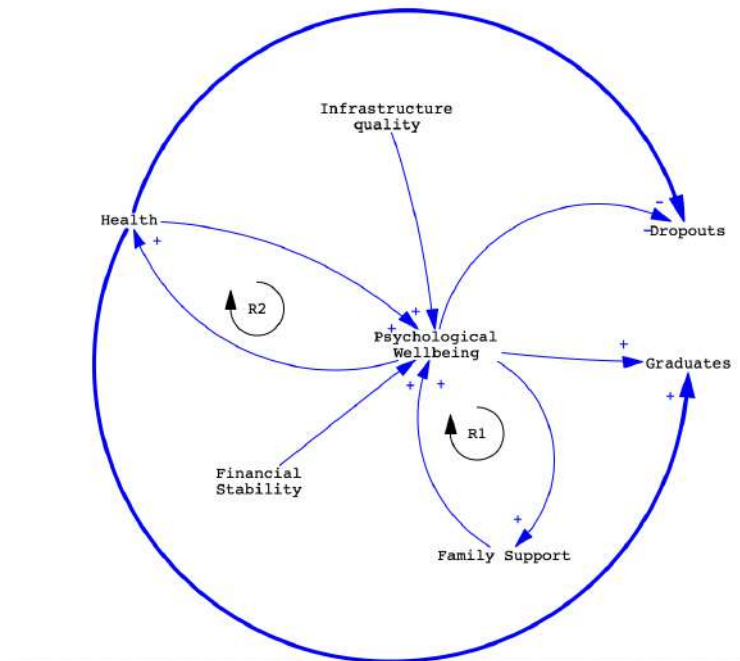 Infrastructure
quality
-
Health
-Dropouts
+
R2
+
+
Psychological
Wellbeing
+
Graduates
+
+
+
R1
Financial
Stability
+
Family Support